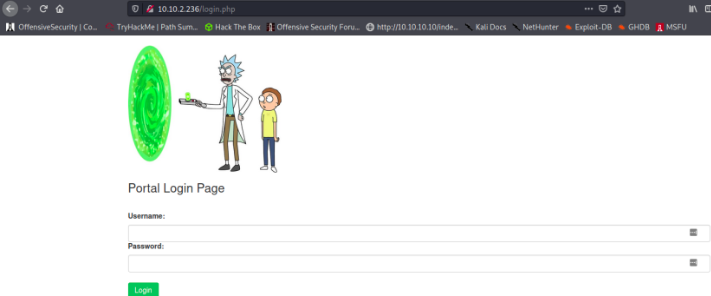 10.10.2.236/login.php
OffensiveSecurity | Co... TryHackMe | Path Sum... Hack The Box Offensive Security Foru... http://10.10.10.10/inde... Kali Docs NetHunter Exploit-DB GHDB MSFU
Portal Login Page
Username:
Password:
Login